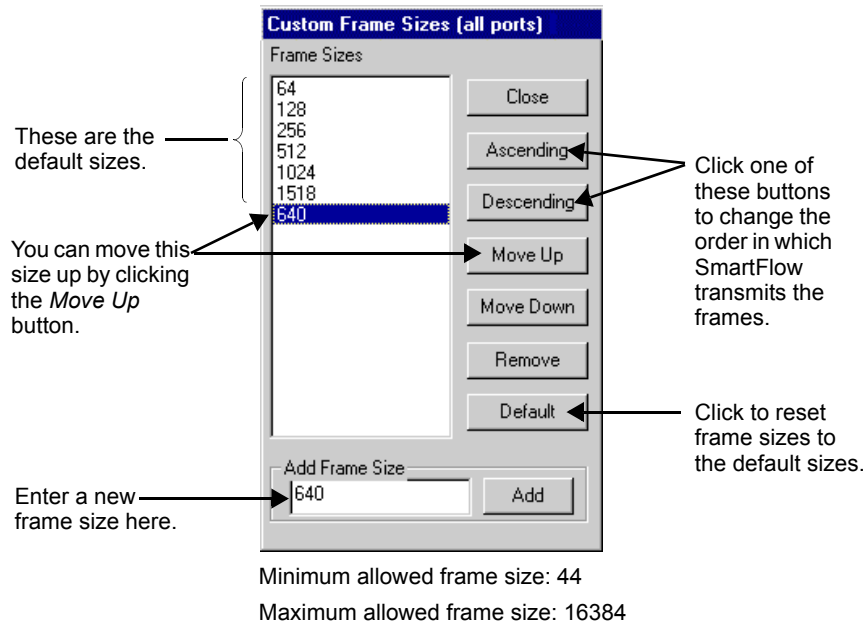 Custom Frame Sizes (all ports)
Frame Sizes
64
128
256
512
1024
1518
640
Close
Ascending
Descending
Move Up
Move Down
Remove
Default
Add Frame Size
640
Add
These are the
default sizes.
You can move this
size up by clicking
the Move Up
button.
Enter a new
frame size here.
Click one of
these buttons
to change the
order in which
SmartFlow
transmits the
frames.
Click to reset
frame sizes to
the default sizes.
Minimum allowed frame size: 44
Maximum allowed frame size: 16384